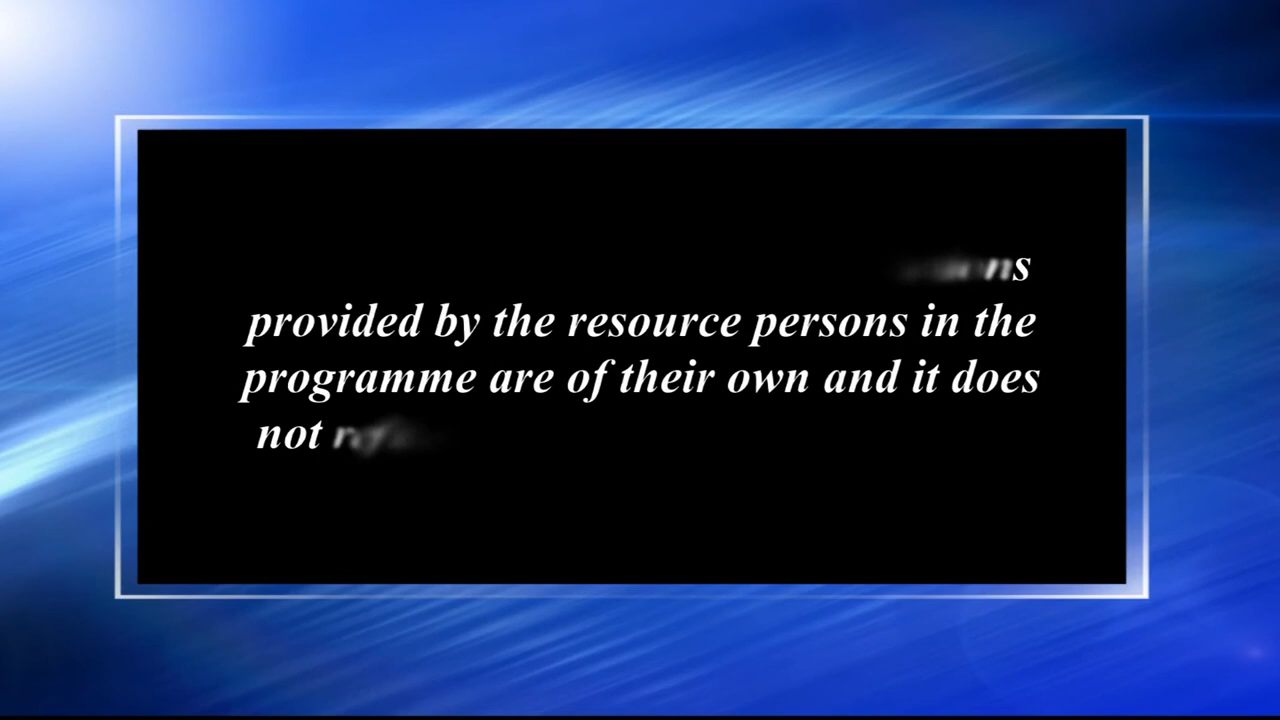 provided by the resource persons in the
programme are of their own and it does
not